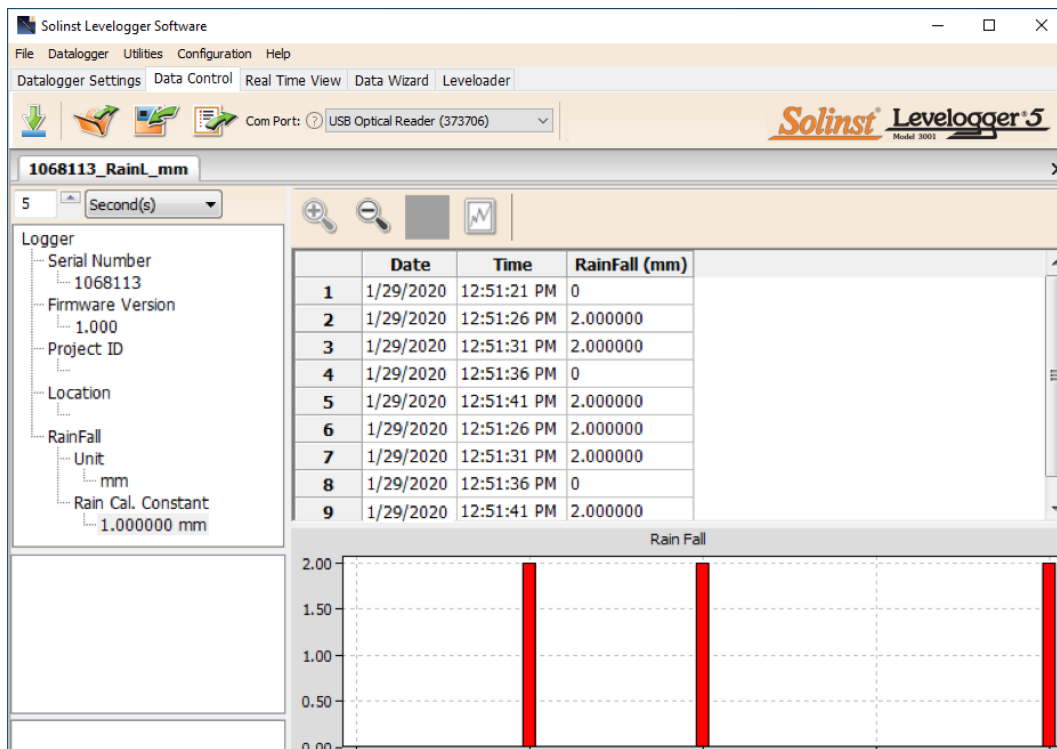 Solinst Levelogger Software
File Datalogger Utilities Configuration Help
Datalogger Settings Data Control Real Time View Data Wizard Leveloader
Com Port: ? USB Optical Reader (373706)
Solinst® Levelogger®5
Model 3001
1068113_RainL_mm
5 Second(s)
Logger
Serial Number
1068113
Firmware Version
1.000
Project ID
Location
RainFall
Unit
mm
Rain Cal. Constant
1.000000 mm
Date Time RainFall (mm)
1 1/29/2020 12:51:21 PM 0
2 1/29/2020 12:51:26 PM 2.000000
3 1/29/2020 12:51:31 PM 2.000000
4 1/29/2020 12:51:36 PM 0
5 1/29/2020 12:51:41 PM 2.000000
6 1/29/2020 12:51:26 PM 2.000000
7 1/29/2020 12:51:31 PM 2.000000
8 1/29/2020 12:51:36 PM 0
9 1/29/2020 12:51:41 PM 2.000000
Rain Fall
2.00
1.50
1.00
0.50
0.00